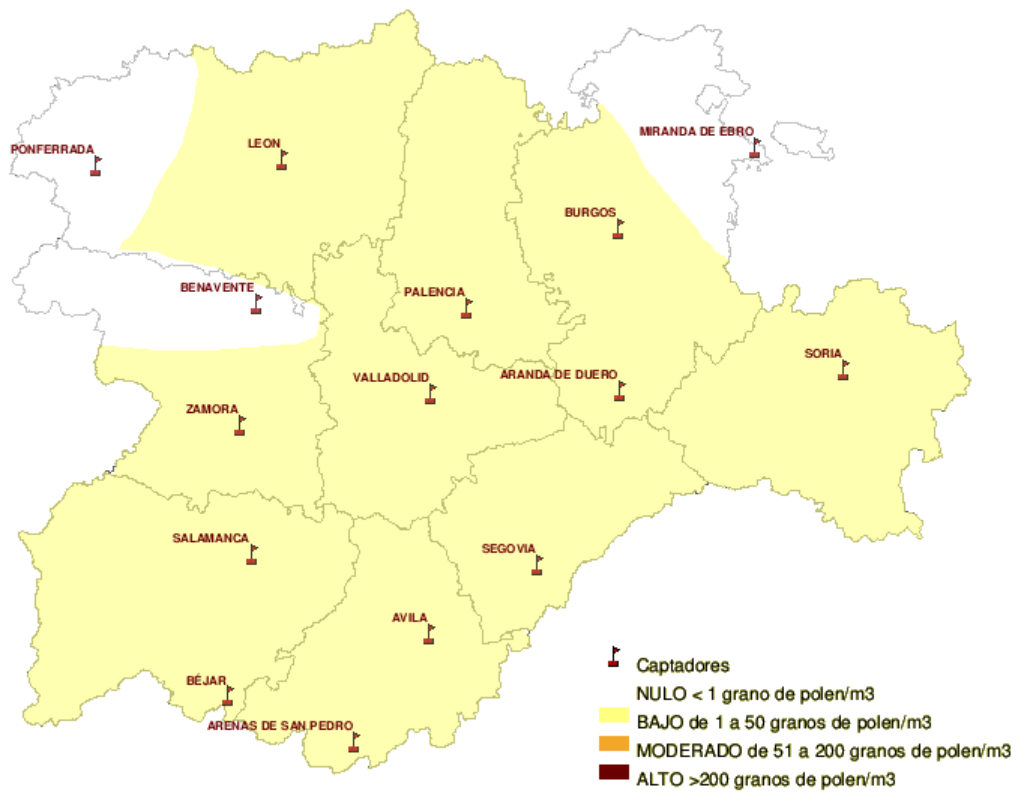 MIRANDA DE EBRO
PONFERRADA
LEON
BURGOS
BENAVENTE
PALENCIA
SORIA
VALLADOLID
ARANDA DE DUERO
ZAMORA
SALAMANCA
SEGOVIA
AVILA
BÉJAR
ARENAS DE SAN PEDRO
Captadores
NULO < 1 grano de polen/m3
BAJO de 1 a 50 granos de polen/m3
MODERADO de 51 a 200 granos de polen/m3
ALTO >200 granos de polen/m3